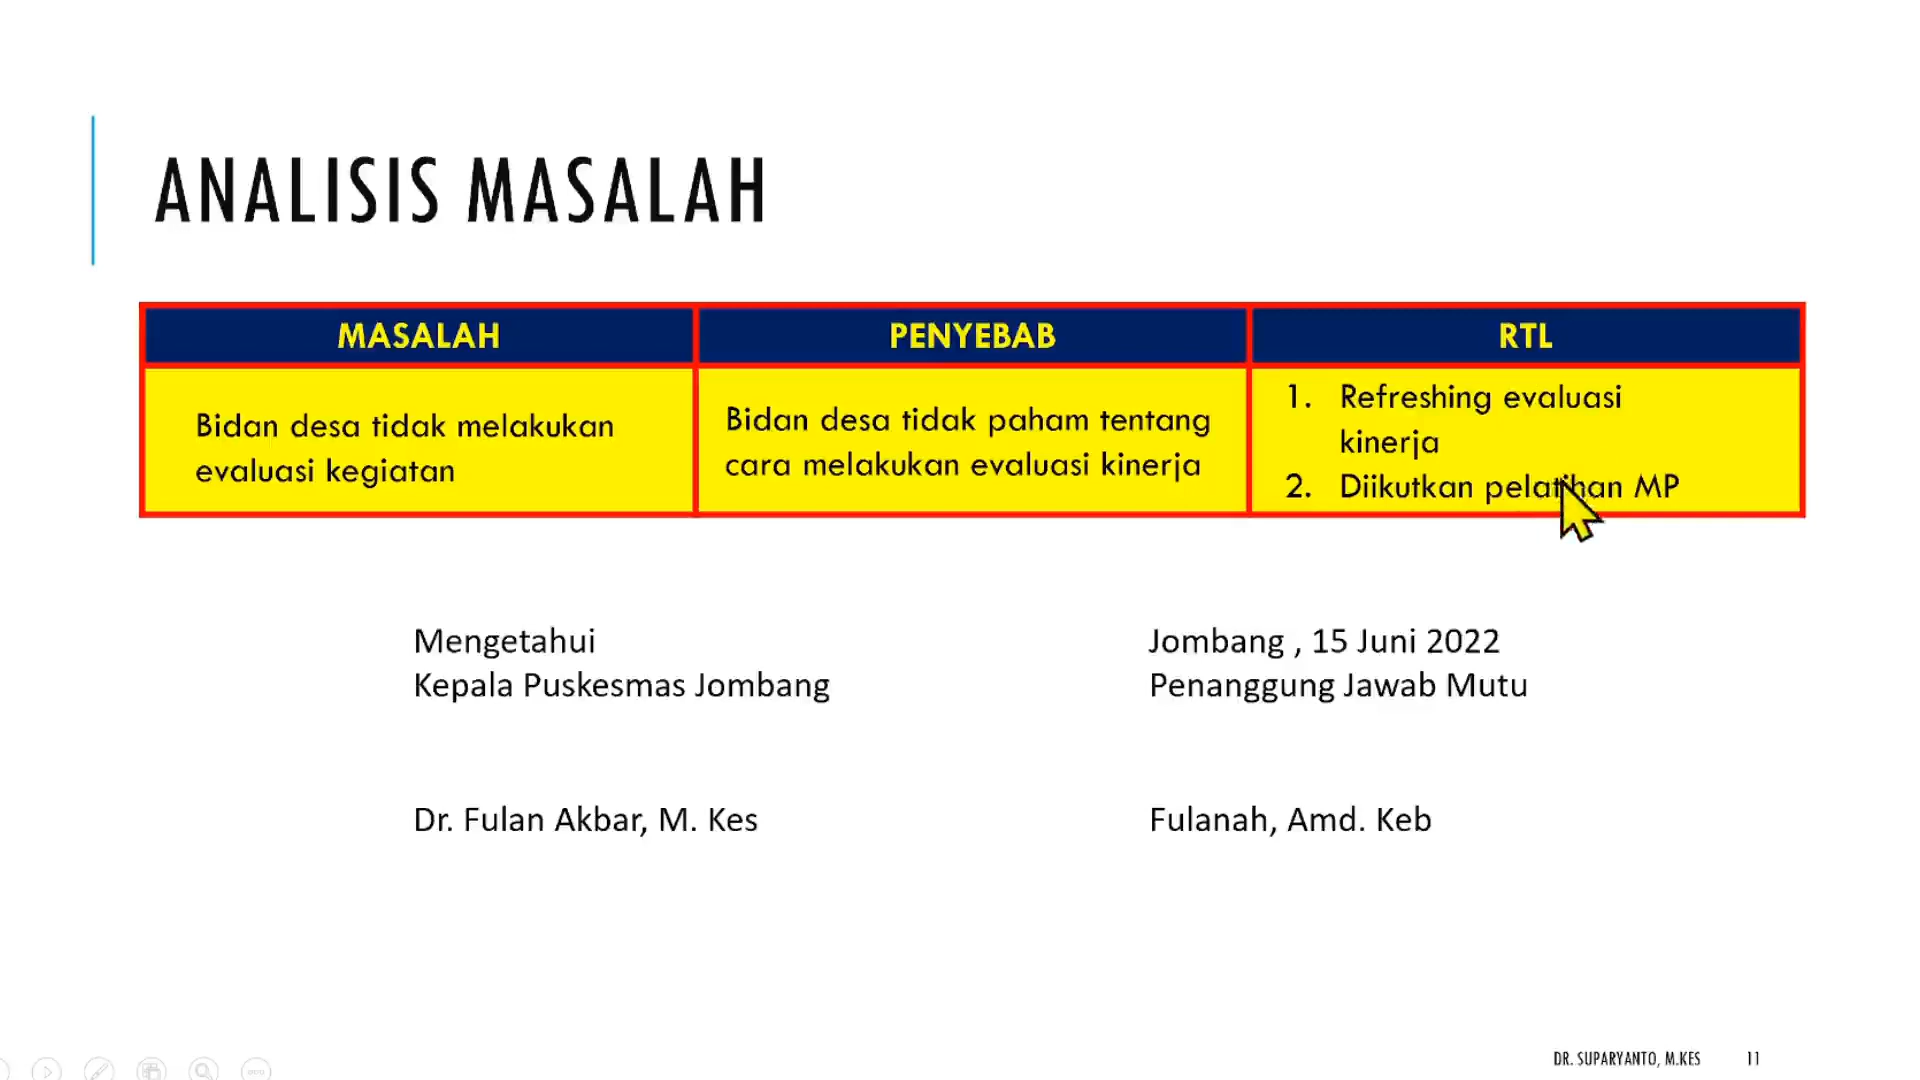 ANALISIS MASALAH
MASALAH
PENYEBAB
RTL
Bidan desa tidak melakukan
evaluasi kegiatan
Bidan desa tidak paham tentang
cara melakukan evaluasi kinerja
1. Refreshing evaluasi
kinerja
2. Diikutkan pelatihan MP
Mengetahui
Kepala Puskesmas Jombang
Dr. Fulan Akbar, M. Kes
Jombang , 15 Juni 2022
Penanggung Jawab Mutu
Fulanah, Amd. Keb
DR. SUPARYANTO, M.KES
11